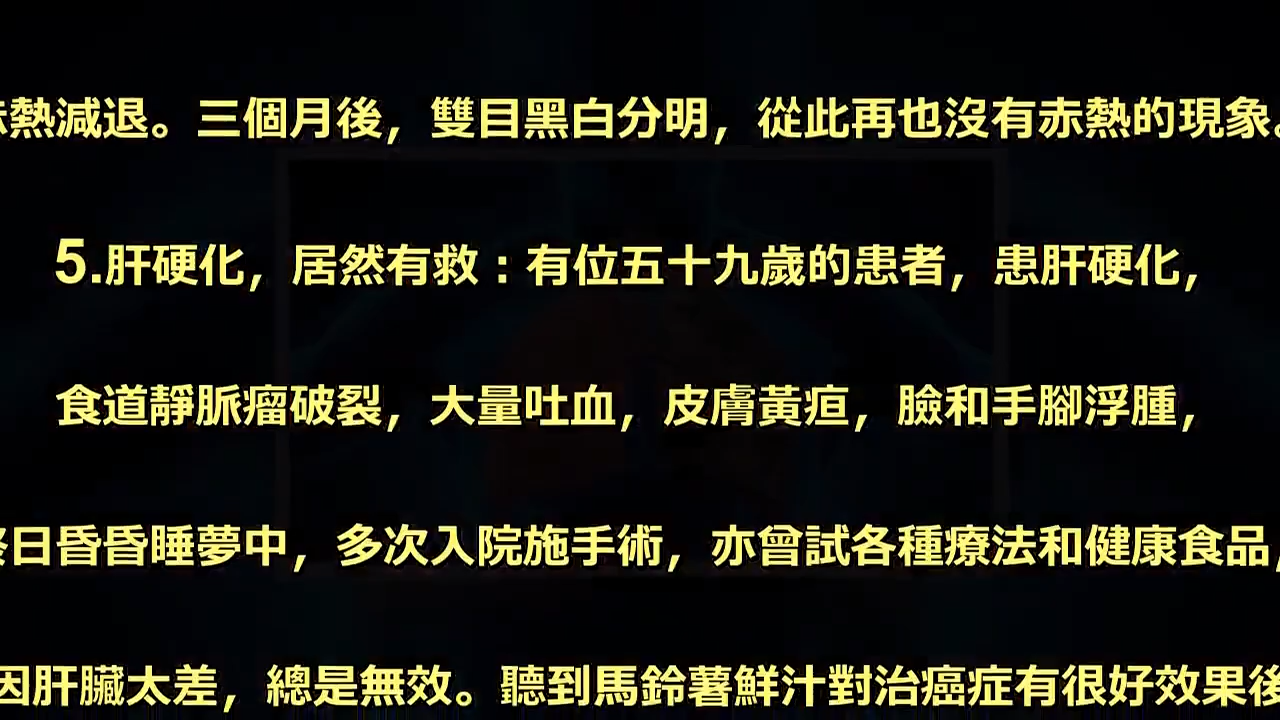 熱減退。三個月後，雙目黑白分明，從此再也沒有赤熱的現象。
5.肝硬化，居然有救：有位五十九歲的患者，患肝硬化，
食道靜脈瘤破裂，大量吐血，皮膚黃疸，臉和手腳浮腫，
日昏昏睡夢中，多次入院施手術，亦曾試各種療法和健康食品，
因肝臟太差，總是無效。聽到馬鈴薯鮮汁對治癌症有很好效果後